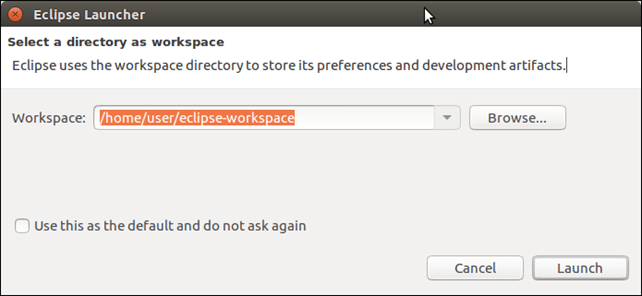 Eclipse Launcher
Select a directory as workspace
Eclipse uses the workspace directory to store its preferences and development artifacts.
Workspace: /home/user/eclipse-workspace Browse...
Use this as the default and do not ask again
Cancel Launch